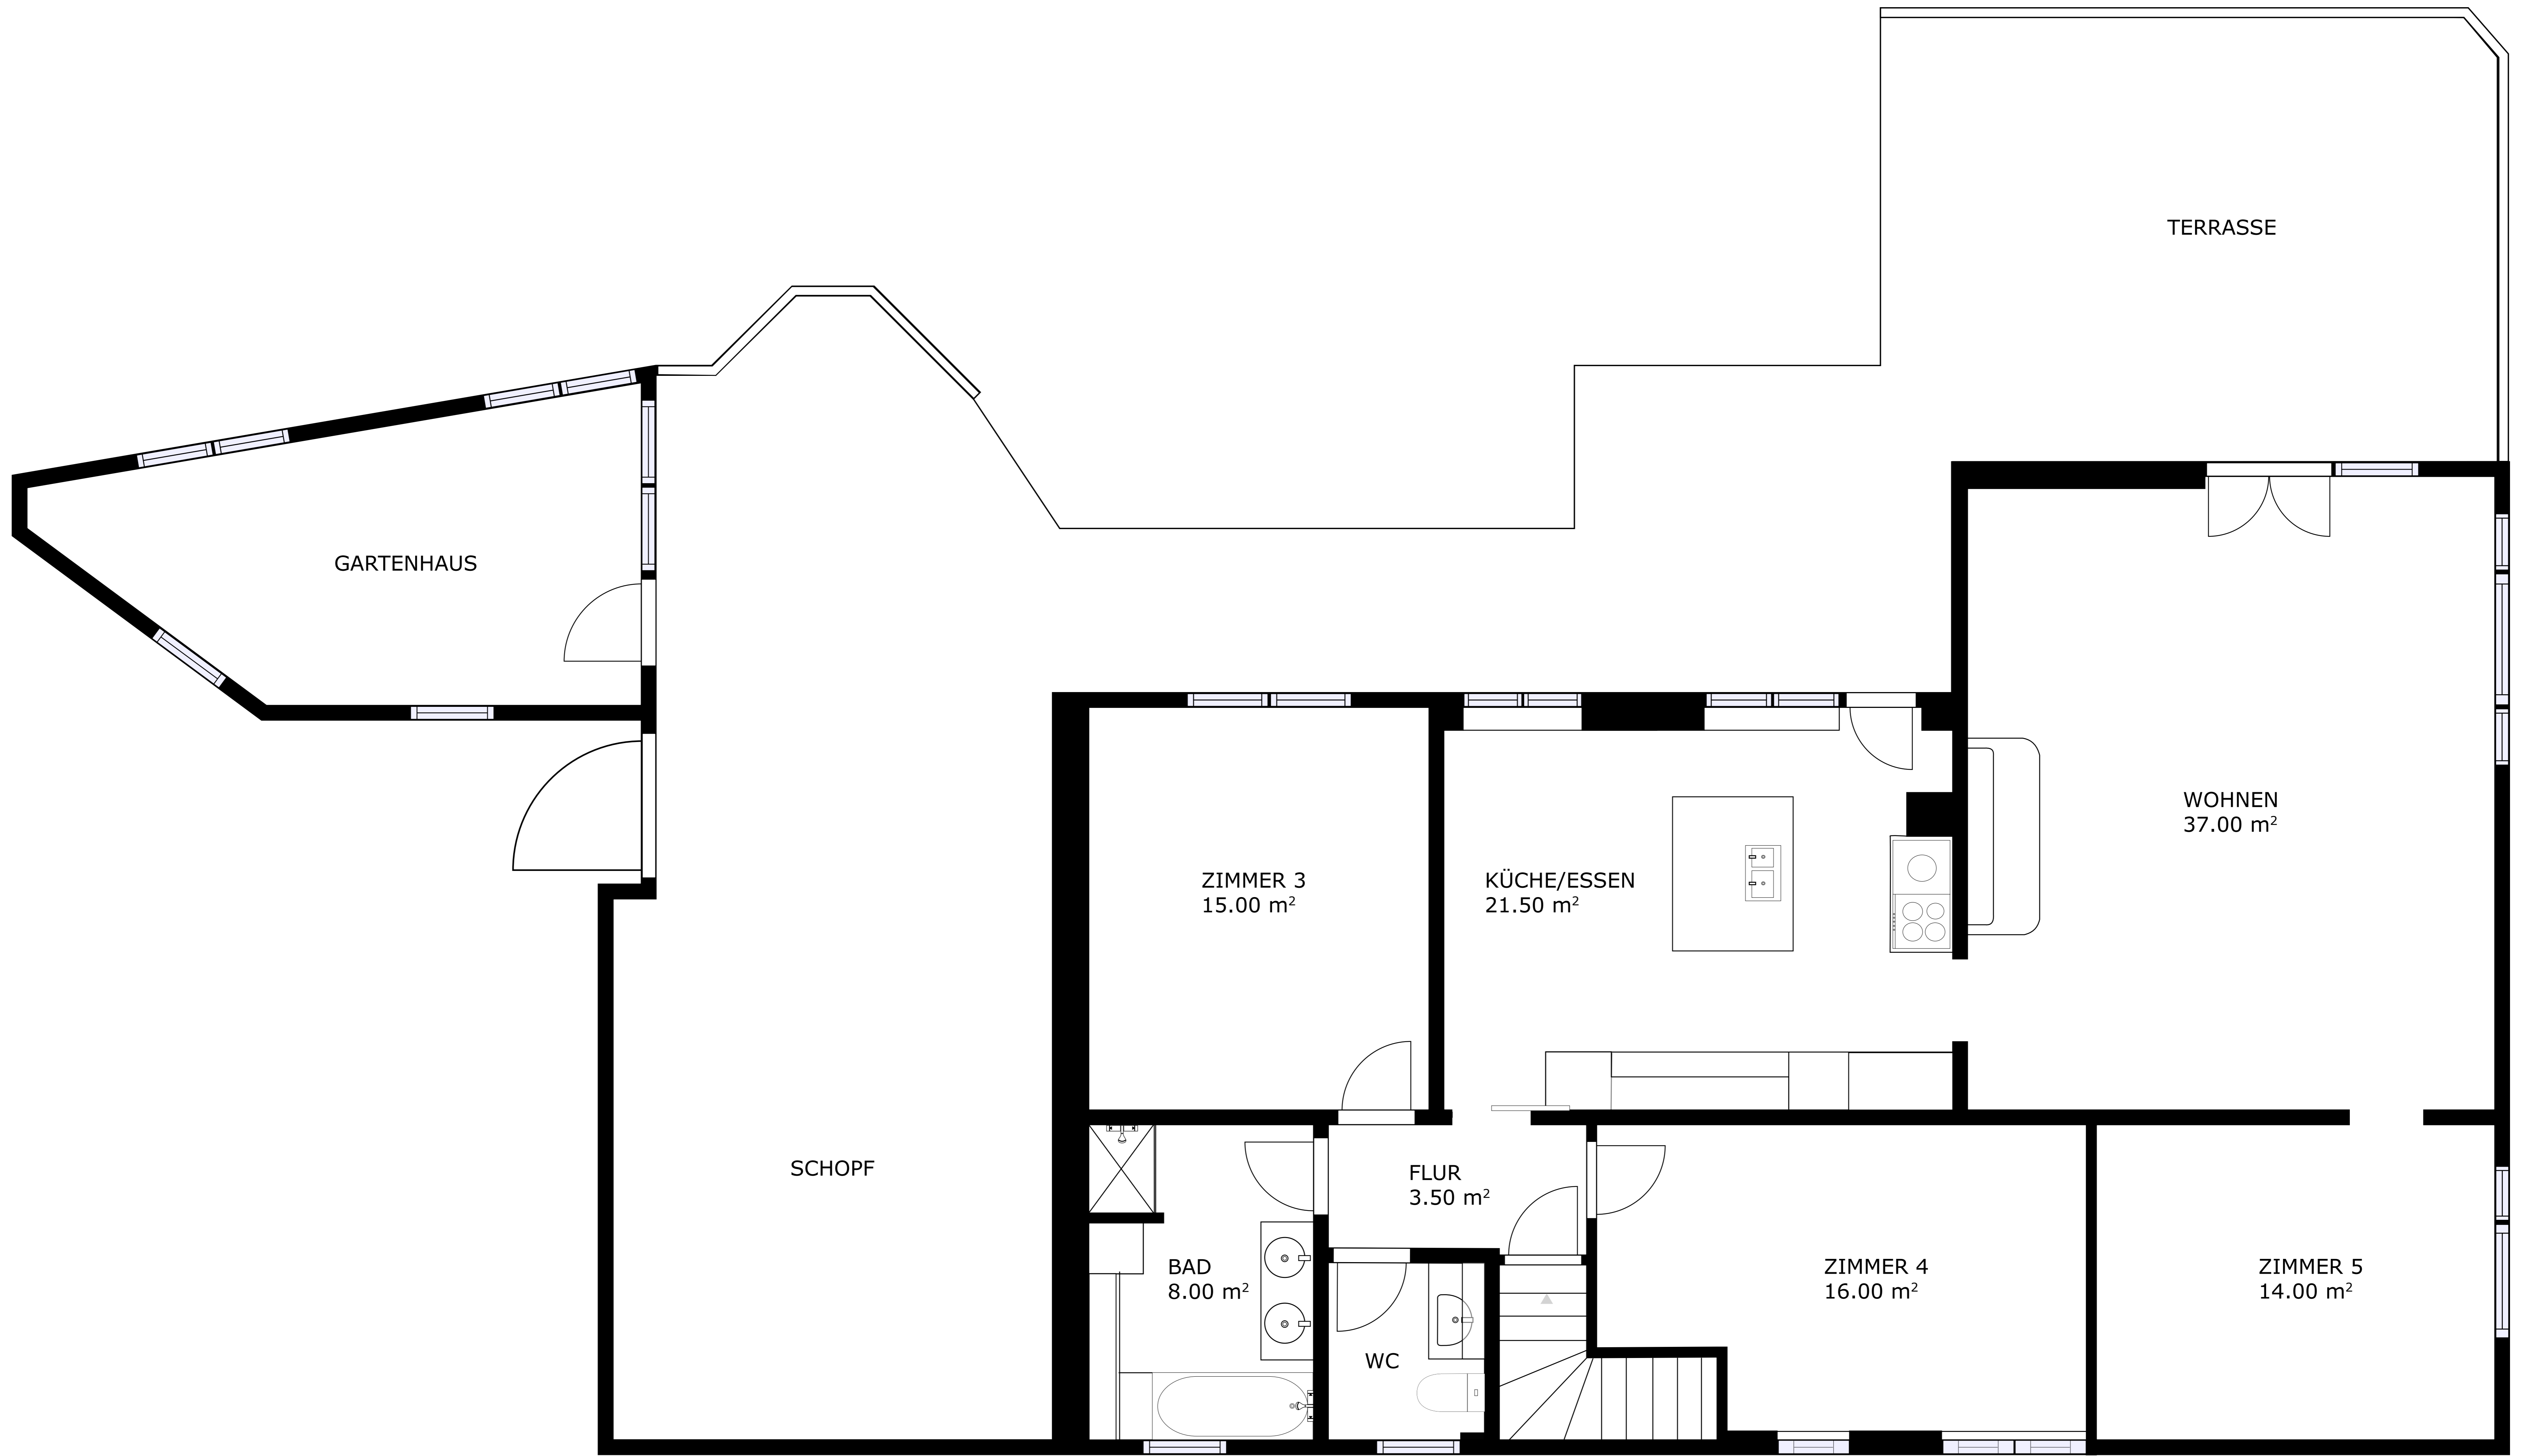 TERRASSE
GARTENHAUS
WOHNEN
37.00 m²
ZIMMER 3
15.00 m²
KÜCHE/ESSEN
21.50 m²
SCHOPF
FLUR
3.50 m²
BAD
8.00 m²
ZIMMER 4
16.00 m²
ZIMMER 5
14.00 m²
WC